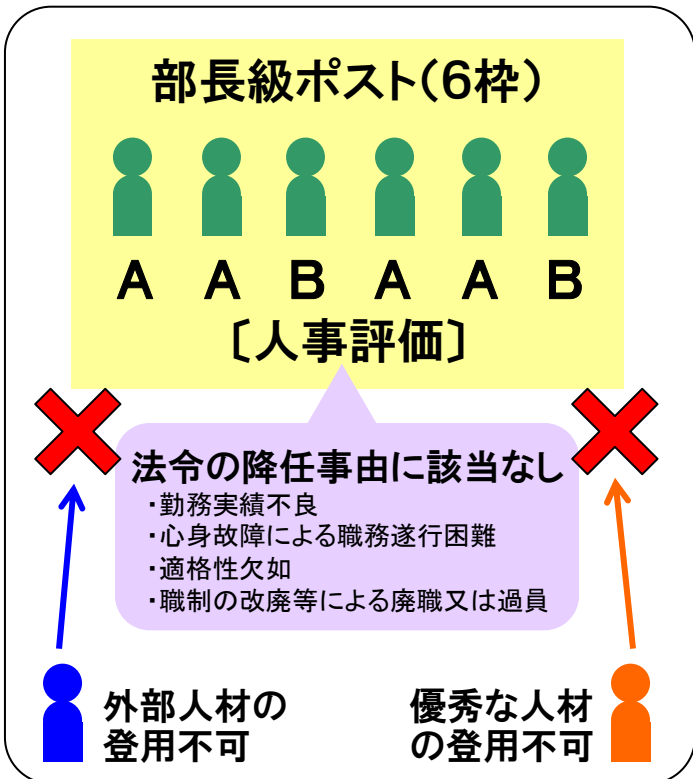 部長級ポスト(6枠)
A A B A A B
〔人事評価〕
法令の降任事由に該当なし
・勤務実績不良
・心身故障による職務遂行困難
・適格性欠如
・職制の改廃等による廃職又は過員
外部人材の
登用不可
優秀な人材
の登用不可